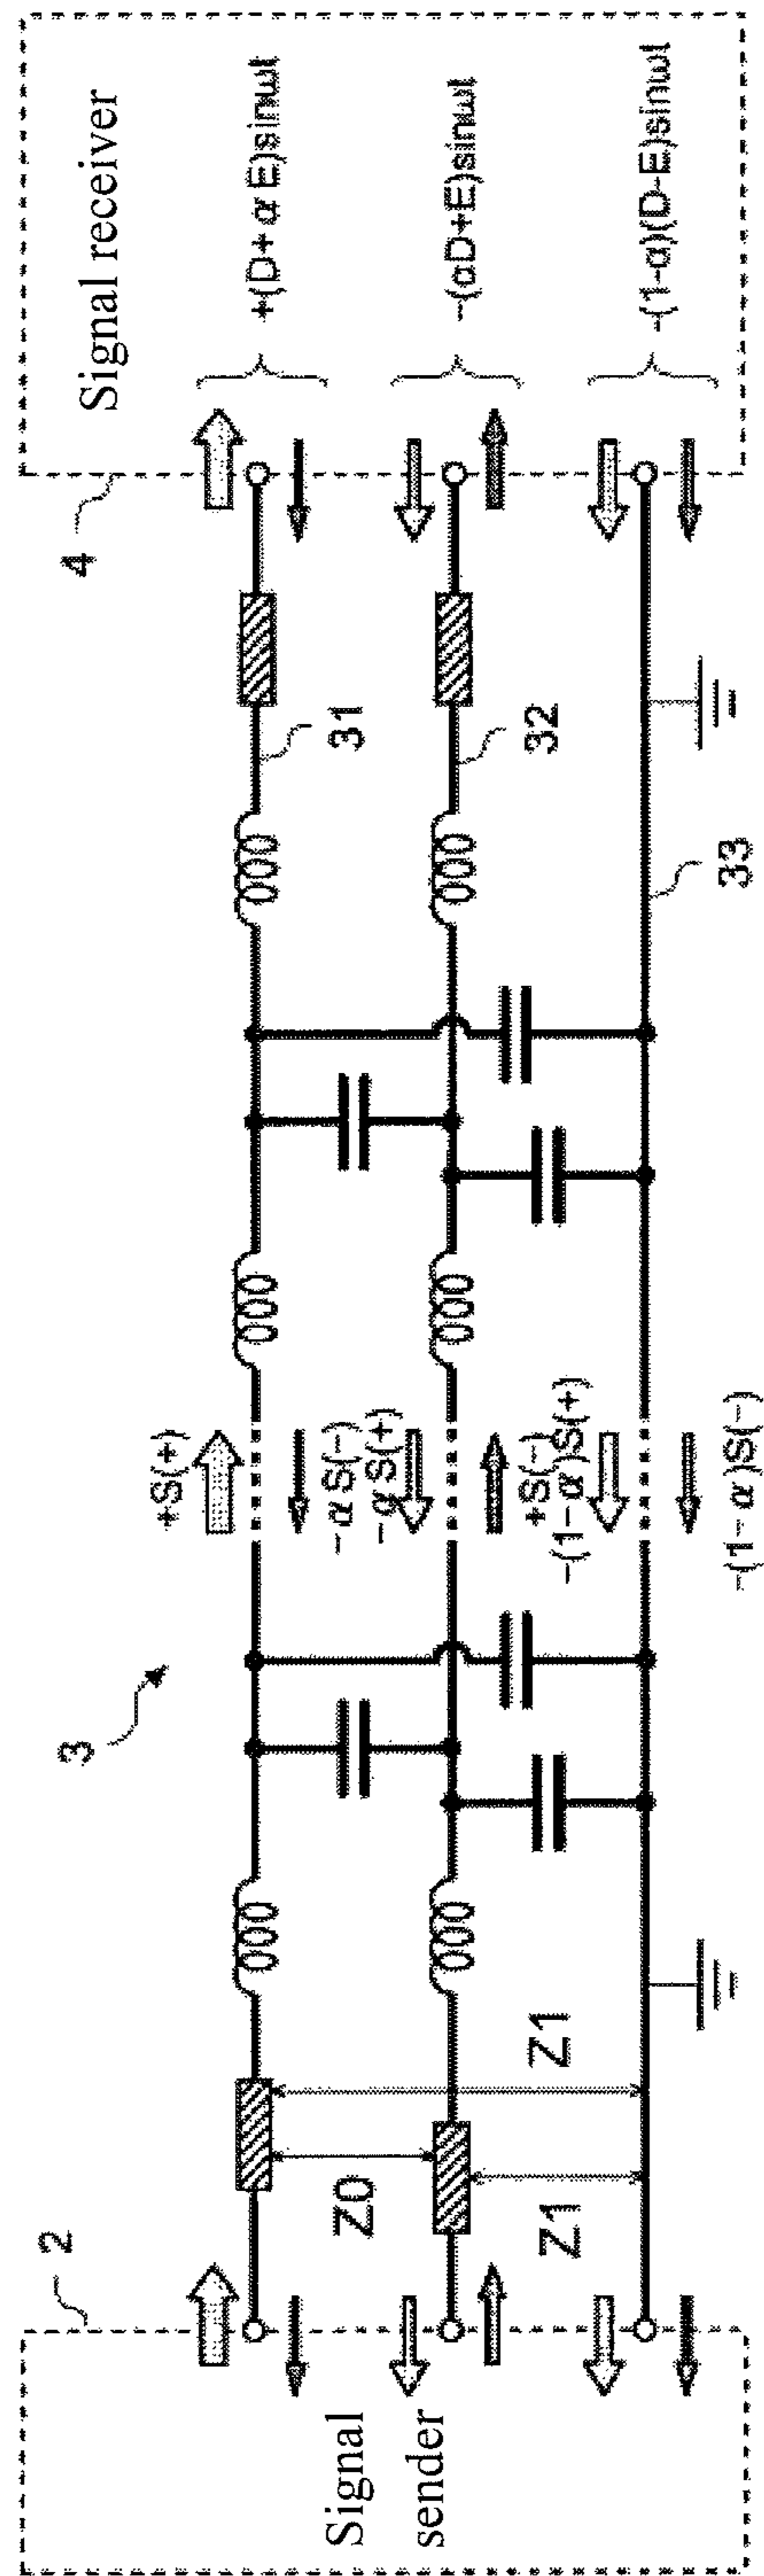 Signal receiver
4
+(D+αE)sinωt
-(αD+E)sinωt
-(1-α)(D-E)sinωt
31
32
33
+S(+)
-αS(-)
-αS(+)
+S(-)
-(1-α)S(+)
-(1-α)S(-)
3
Z0
Z1
Z1
2
Signal
sender